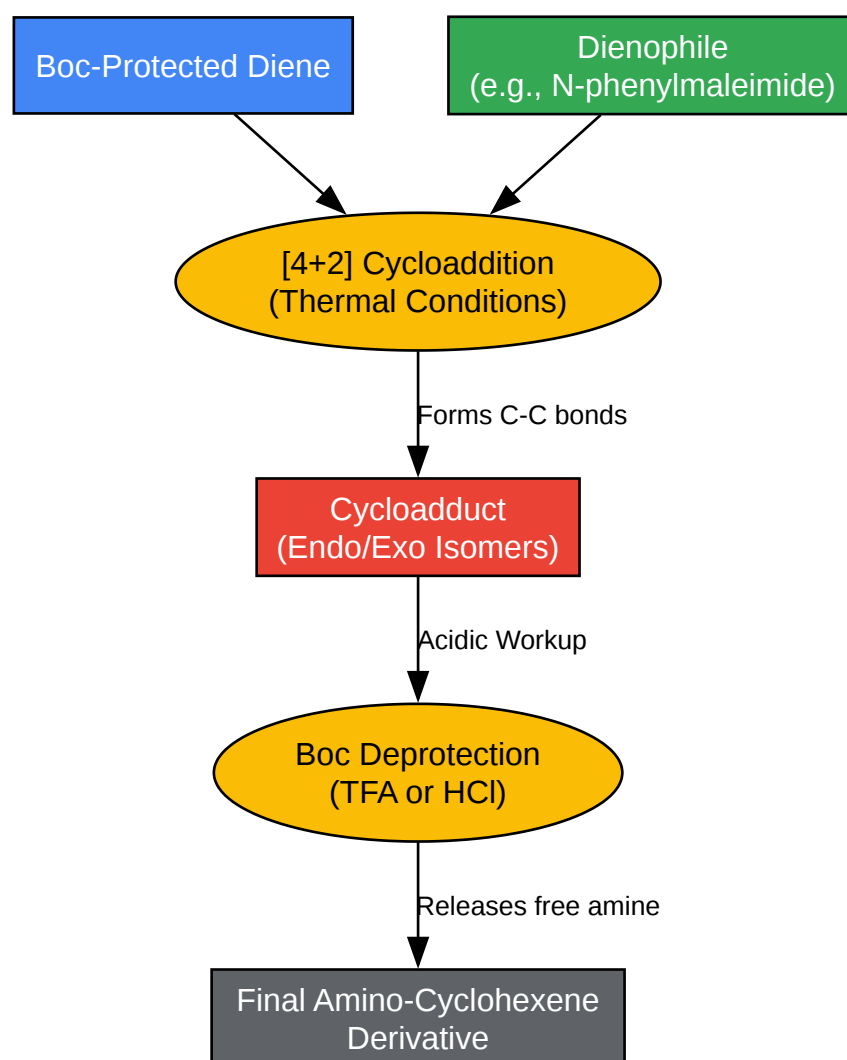 Boc-Protected Diene
Dienophile
(e.g., N-phenylmaleimide)
[4+2] Cycloaddition
(Thermal Conditions)
Forms C-C bonds
Cycloadduct
(Endo/Exo Isomers)
Acidic Workup
Boc Deprotection
(TFA or HCl)
Releases free amine
Final Amino-Cyclohexene
Derivative